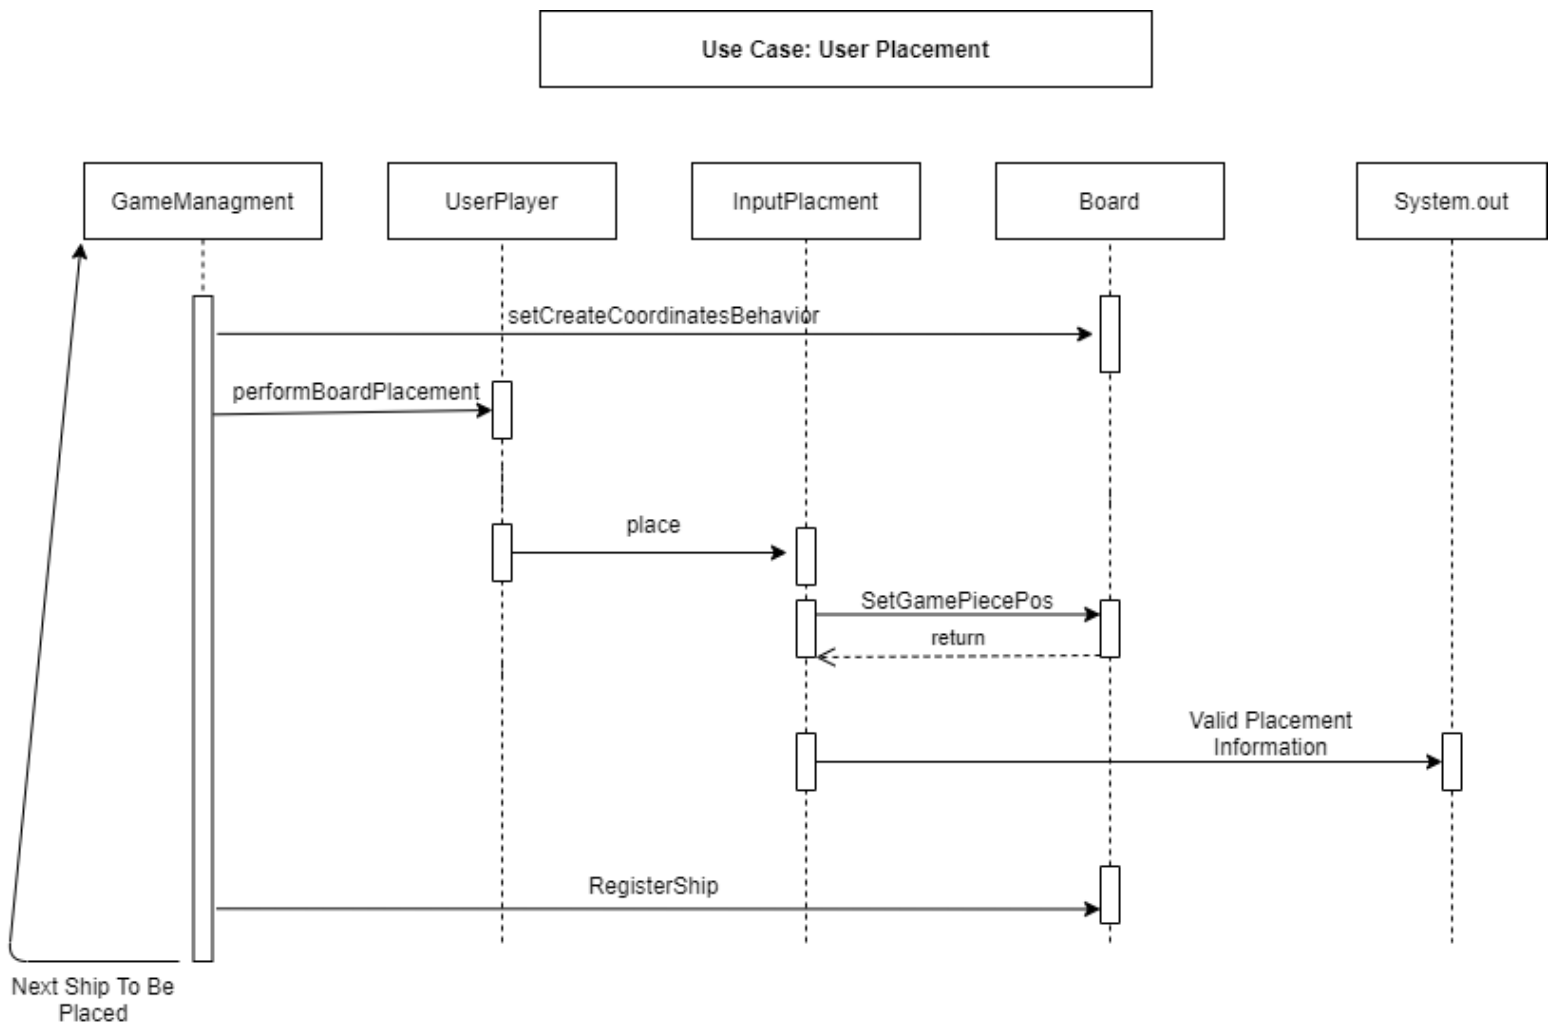 Use Case: User Placement
GameManagment
UserPlayer
InputPlacment
Board
System.out
setCreateCoordinatesBehavior
performBoardPlacement
place
SetGamePiecePos
return
Valid Placement
Information
RegisterShip
Next Ship To Be
Placed